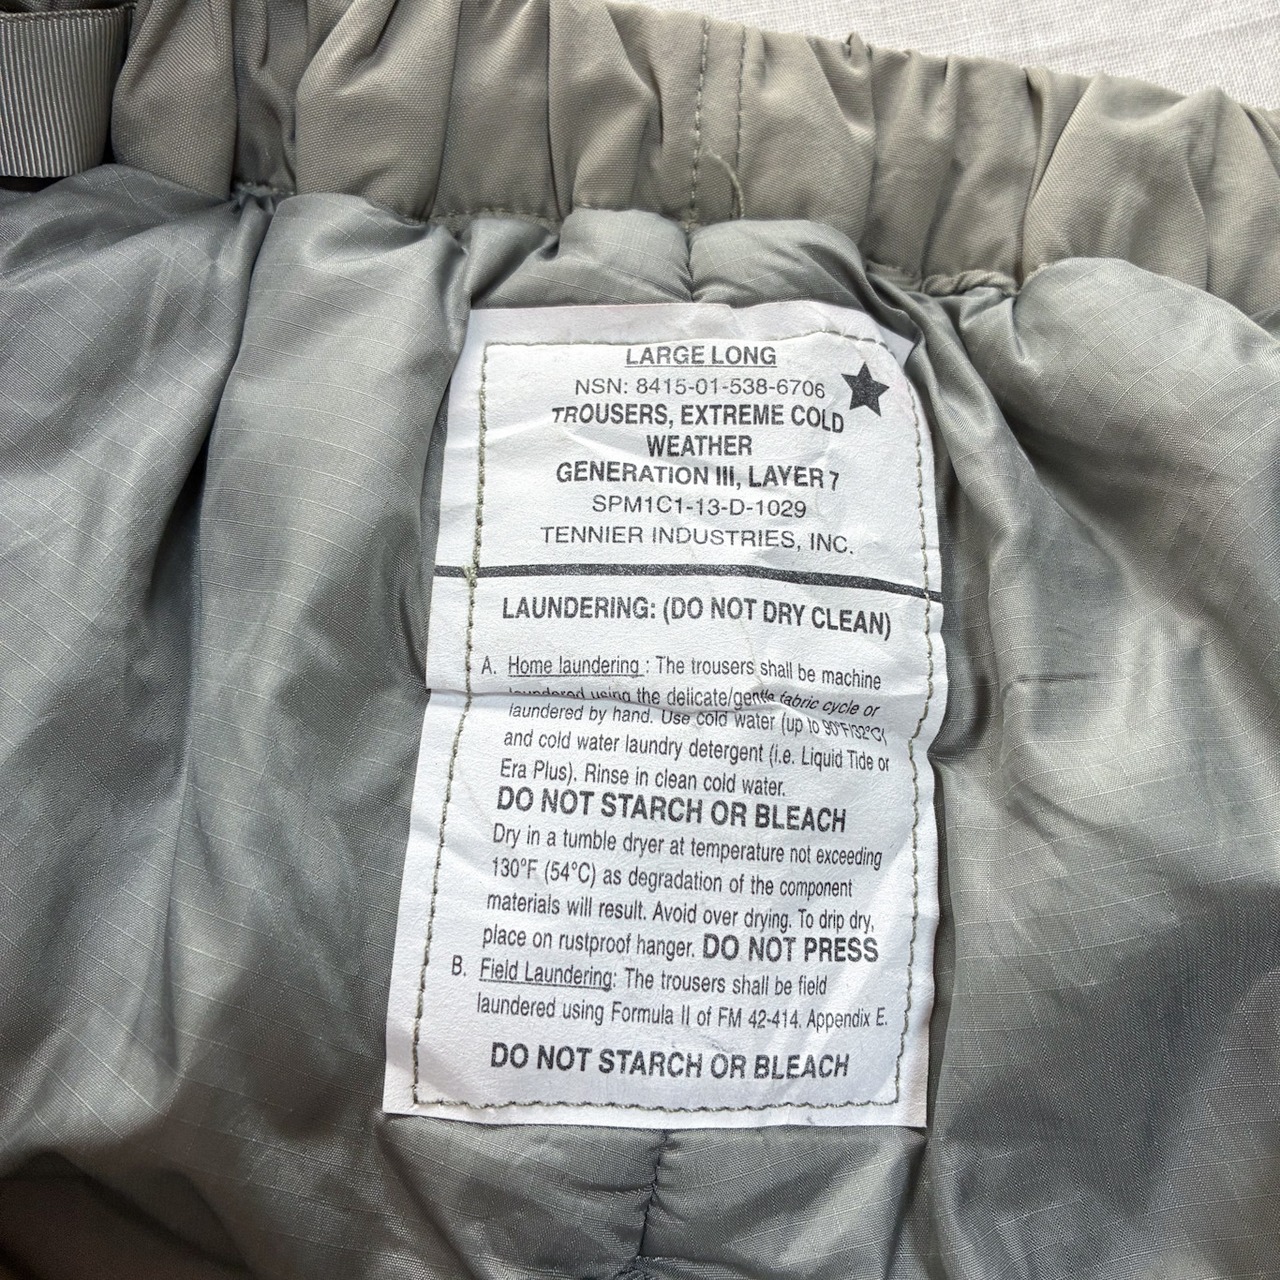 LARGE LONG
NSN: 8415-01-538-6706
TROUSERS, EXTREME COLD
WEATHER
GENERATION III, LAYER 7
SPM1C1-13-D-1029
TENNIER INDUSTRIES, INC.
LAUNDERING: (DO NOT DRY CLEAN)
A. Home laundering : The trousers shall be machine
laundered using the delicate/gentle fabric cycle or
laundered by hand. Use cold water (up to 90°F/32°C)
and cold water laundry detergent (i.e. Liquid Tide or
Era Plus). Rinse in clean cold water.
DO NOT STARCH OR BLEACH
Dry in a tumble dryer at temperature not exceeding
130°F (54°C) as degradation of the component
materials will result. Avoid over drying. To drip dry,
place on rustproof hanger. DO NOT PRESS
B. Field Laundering: The trousers shall be field
laundered using Formula II of FM 42-414, Appendix E.
DO NOT STARCH OR BLEACH